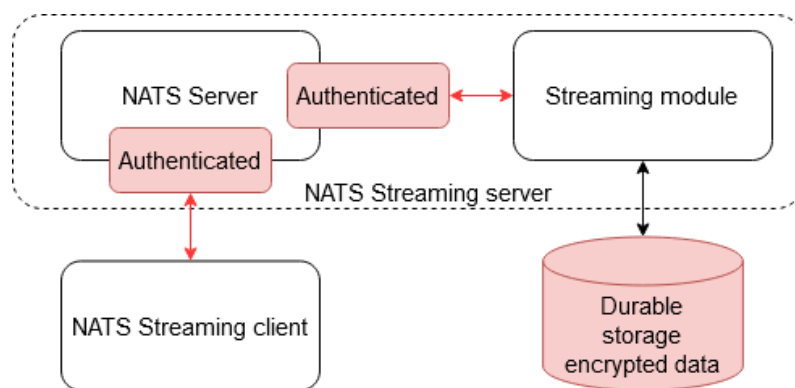 NATS Server
Authenticated
Streaming module
Authenticated
NATS Streaming server
NATS Streaming client
Durable
storage
encrypted data